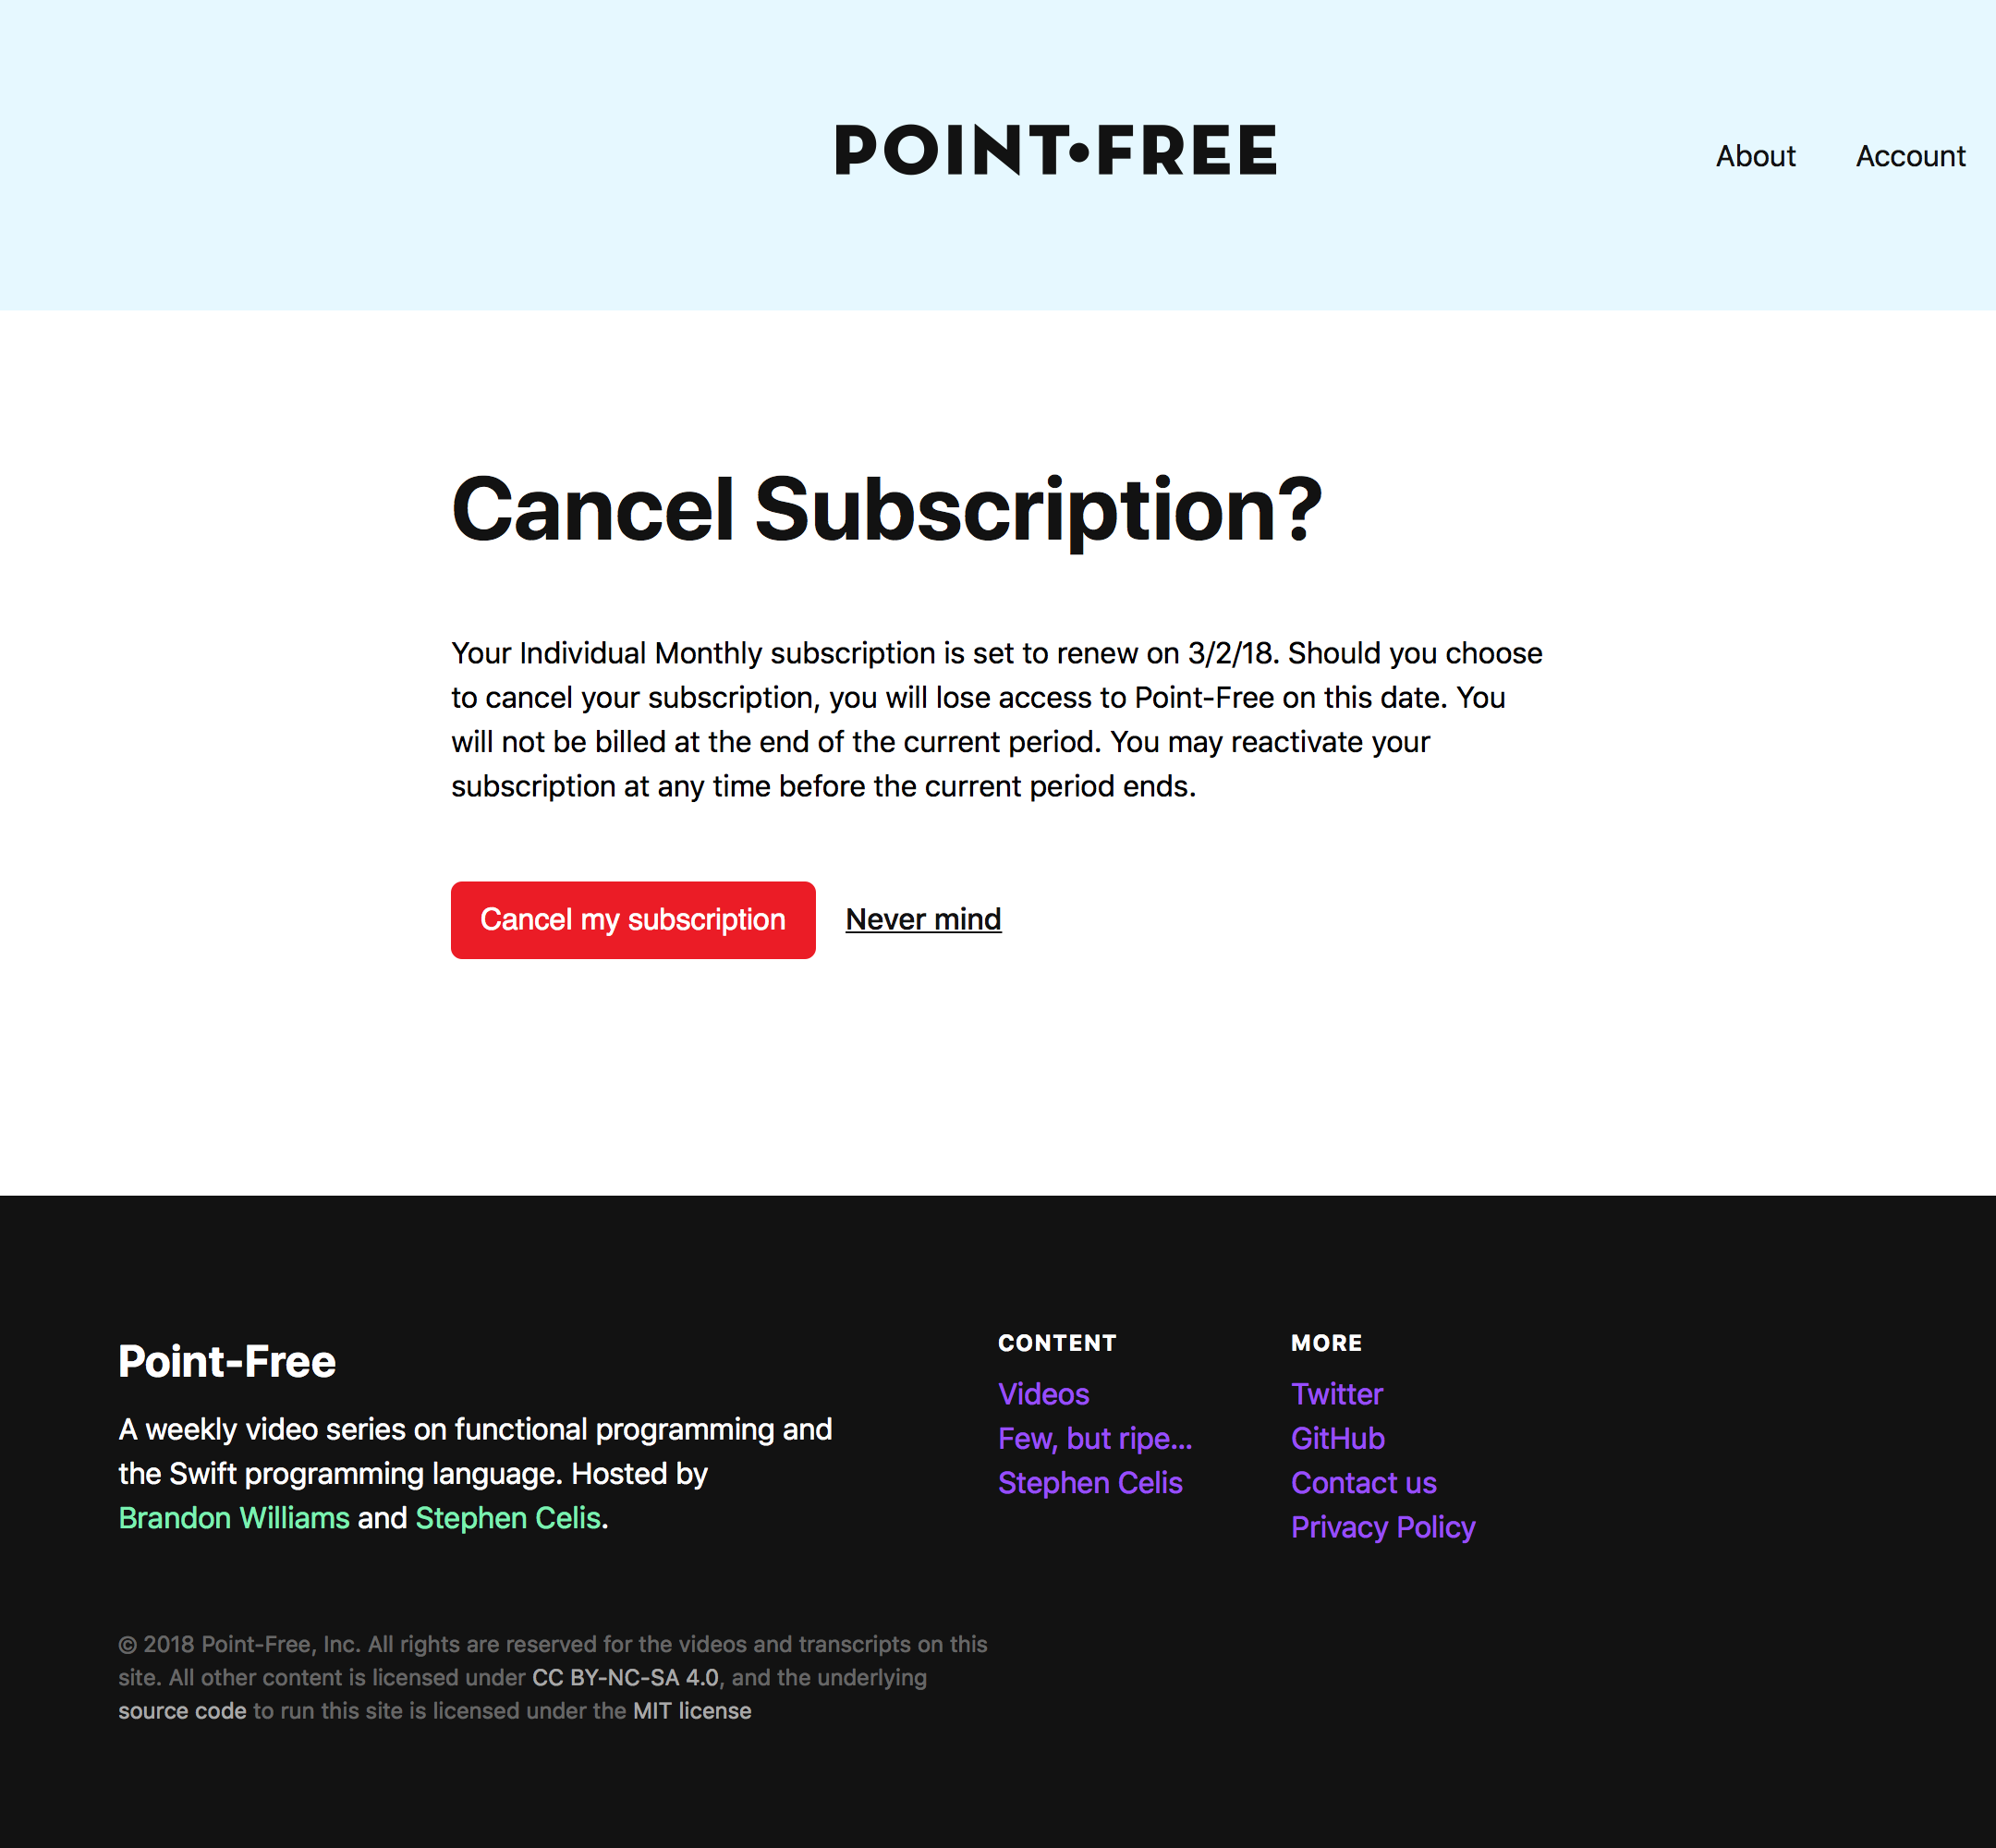 POINT•FREE
About
Account
Cancel Subscription?
Your Individual Monthly subscription is set to renew on 3/2/18. Should you choose
to cancel your subscription, you will lose access to Point-Free on this date. You
will not be billed at the end of the current period. You may reactivate your
subscription at any time before the current period ends.
Cancel my subscription
Never mind
Point-Free
A weekly video series on functional programming and
the Swift programming language. Hosted by
Brandon Williams and Stephen Celis.
CONTENT
Videos
Few, but ripe...
Stephen Celis
MORE
Twitter
GitHub
Contact us
Privacy Policy
© 2018 Point-Free, Inc. All rights are reserved for the videos and transcripts on this
site. All other content is licensed under CC BY-NC-SA 4.0, and the underlying
source code to run this site is licensed under the MIT license